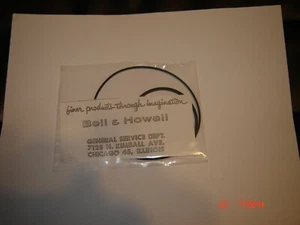 finer products through imagination
Bell & Howell
GENERAL SERVICE DEPT.
7125 N. KIMBALL AVE.
CHICAGO 45, ILLINOIS